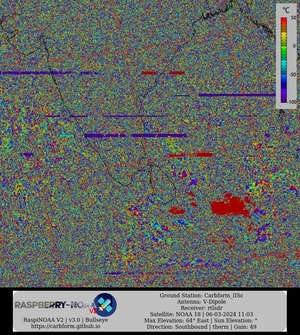 °C
50
0
-50
-100
RASPBERRY-NOAA
V2
RaspiNOAA V2 | v3.0 | Bullseye
https://carbform.github.io
Ground Station: Carbform_IISc
Antenna: V-Dipole
Receiver: rtlsdr
Satellite: NOAA 18 | 06-03-2024 11:03
Max Elevation: 64° East | Sun Elevation: °
Direction: Southbound | therm | Gain: 49